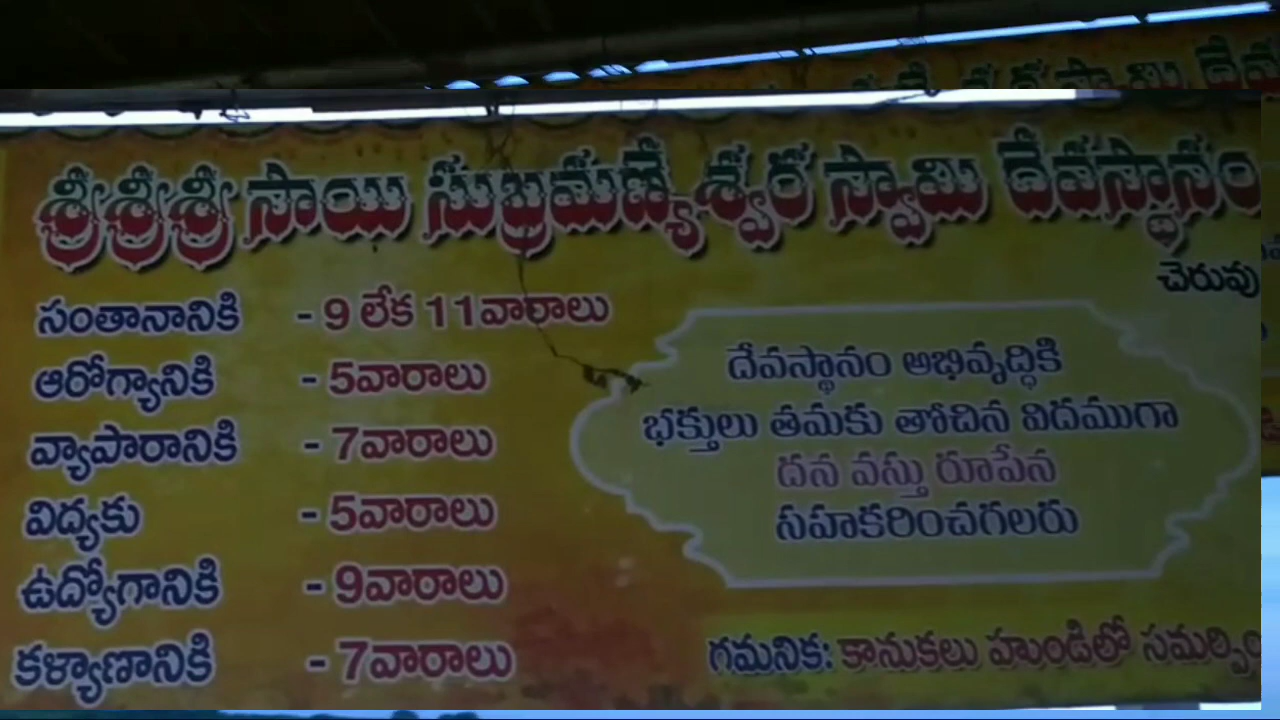 శ్రీశ్రీశ్రీ సాయి సుబ్రమణ్యేశ్వర స్వామి దేవస్థానం
చెరువు
సంతానానికి - 9 లేక 11వారాలు
ఆరోగ్యానికి - 5వారాలు
వ్యాపారానికి - 7వారాలు
విద్యకు - 5వారాలు
ఉద్యోగానికి - 9వారాలు
కళ్యాణానికి - 7వారాలు
దేవస్థానం అభివృద్ధికి
భక్తులు తమకు తోచిన విదముగా
దన వస్తు రూపేన
సహకరించగలరు
గమనిక: కానుకలు హుండిలో